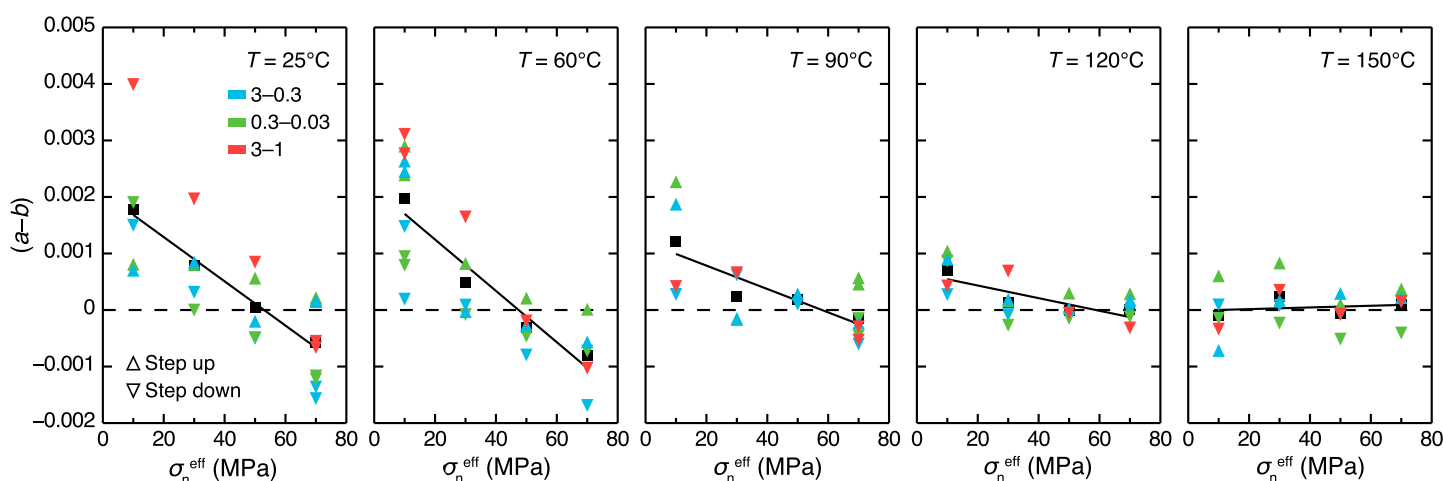 0.005
0.004
0.003
0.002
0.001
0
−0.001
−0.002
(a–b)
T = 25°C
3–0.3
0.3–0.03
3–1
△ Step up
▽ Step down
0 20 40 60 80
σn eff (MPa)
T = 60°C
0 20 40 60 80
σn eff (MPa)
T = 90°C
0 20 40 60 80
σn eff (MPa)
T = 120°C
0 20 40 60 80
σn eff (MPa)
T = 150°C
0 20 40 60 80
σn eff (MPa)